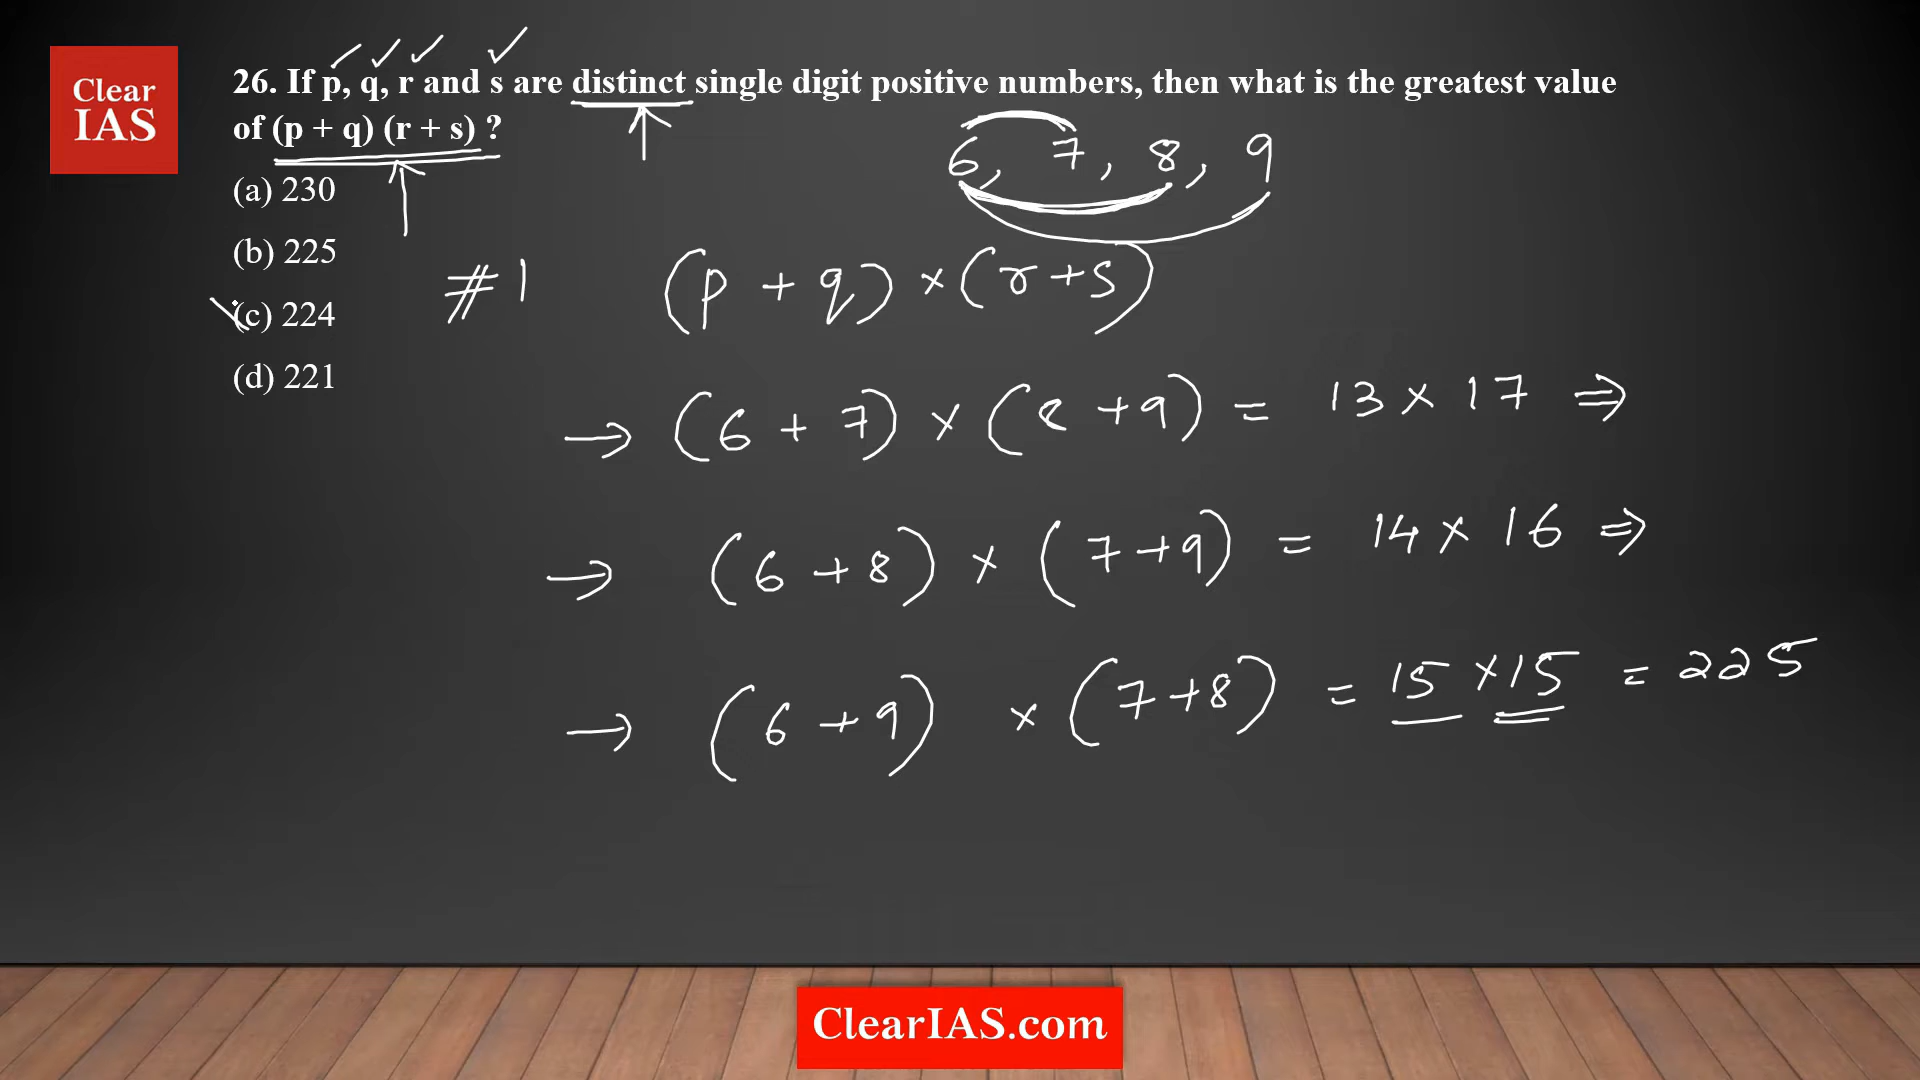 Clear
IAS
26. If p, q, r and s are distinct single digit positive numbers, then what is the greatest value
of (p + q) (r + s) ?
6, 7, 8, 9
(a) 230
(b) 225
(c) 224
(d) 221
#1 (p + q) × (r + s)
→ (6 + 7) × (8 + 9) = 13 × 17 ⇒
→ (6 + 8) × (7 + 9) = 14 × 16 ⇒
→ (6 + 9) × (7 + 8) = 15 × 15 = 225
ClearIAS.com